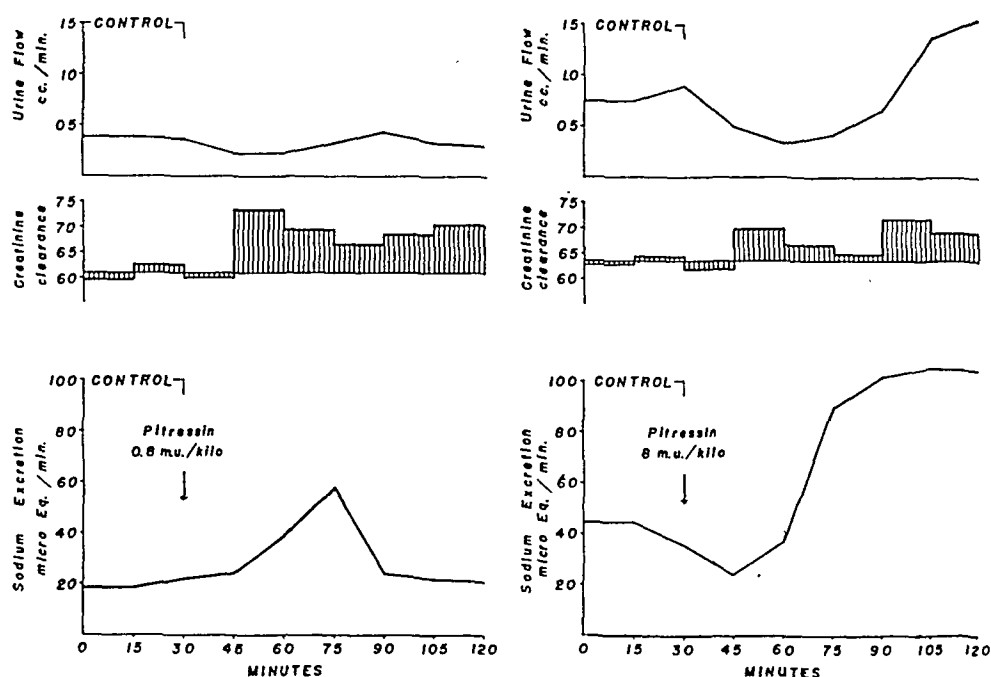 CONTROL
Urine Flow
cc./min.
15
10
05
Creatinine
clearance
75
70
65
60
CONTROL
Sodium Excretion
micro Eq./min.
100
80
60
40
20
Pitressin
0.8 m.u./kilo
0 15 30 45 60 75 90 105 120
MINUTES
CONTROL
Urine Flow
cc./min.
15
10
05
Creatinine
clearance
75
70
65
60
CONTROL
Sodium Excretion
micro Eq./min.
100
80
60
40
20
Pitressin
8 m.u./kilo
0 15 30 45 60 75 90 105 120
MINUTES